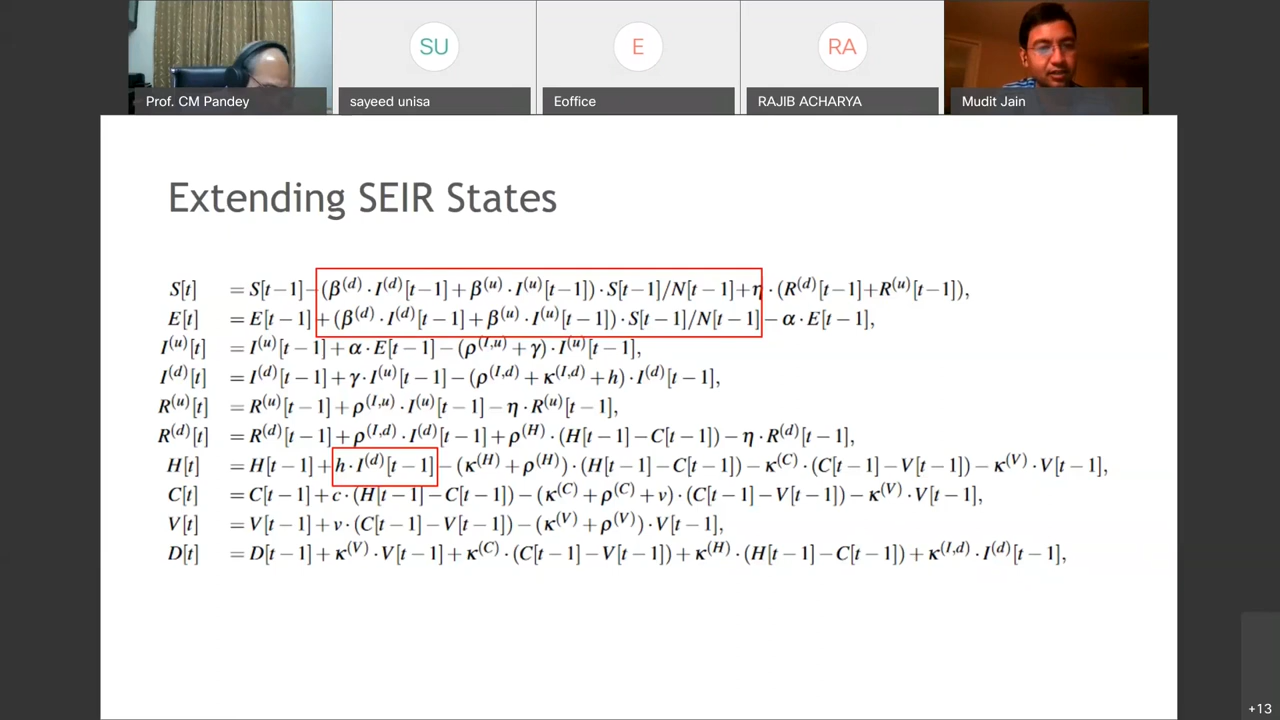 SU
E
RA
Prof. CM Pandey
sayeed unisa
Eoffice
RAJIB ACHARYA
Mudit Jain
Extending SEIR States
S[t] = S[t−1] − (β^(d) · I^(d)[t−1] + β^(u) · I^(u)[t−1]) · S[t−1]/N[t−1] + η · (R^(d)[t−1] + R^(u)[t−1]),
E[t] = E[t−1] + (β^(d) · I^(d)[t−1] + β^(u) · I^(u)[t−1]) · S[t−1]/N[t−1] − α · E[t−1],
I^(u)[t] = I^(u)[t−1] + α · E[t−1] − (ρ^(I,u) + γ) · I^(u)[t−1],
I^(d)[t] = I^(d)[t−1] + γ · I^(u)[t−1] − (ρ^(I,d) + κ^(I,d) + h) · I^(d)[t−1],
R^(u)[t] = R^(u)[t−1] + ρ^(I,u) · I^(u)[t−1] − η · R^(u)[t−1],
R^(d)[t] = R^(d)[t−1] + ρ^(I,d) · I^(d)[t−1] + ρ^(H) · (H[t−1] − C[t−1]) − η · R^(d)[t−1],
H[t] = H[t−1] + h · I^(d)[t−1] − (κ^(H) + ρ^(H)) · (H[t−1] − C[t−1]) − κ^(C) · (C[t−1] − V[t−1]) − κ^(V) · V[t−1],
C[t] = C[t−1] + c · (H[t−1] − C[t−1]) − (κ^(C) + ρ^(C) + v) · (C[t−1] − V[t−1]) − κ^(V) · V[t−1],
V[t] = V[t−1] + v · (C[t−1] − V[t−1]) − (κ^(V) + ρ^(V)) · V[t−1],
D[t] = D[t−1] + κ^(V) · V[t−1] + κ^(C) · (C[t−1] − V[t−1]) + κ^(H) · (H[t−1] − C[t−1]) + κ^(I,d) · I^(d)[t−1],
+13